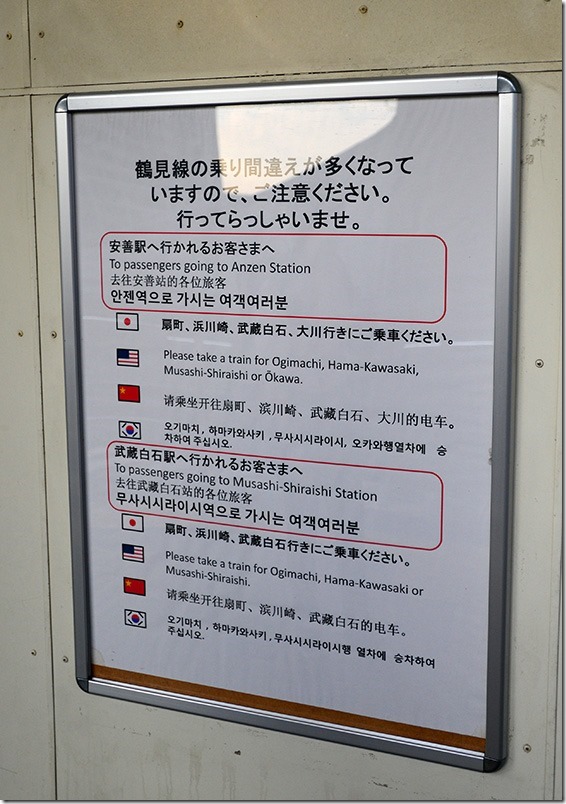 鶴見線の乗り間違えが多くなって
いますので、ご注意ください。
行ってらっしゃいませ。
安善駅へ行かれるお客さまへ
To passengers going to Anzen Station
去往安善站的各位旅客
안젠역으로 가시는 여객여러분
扇町、浜川崎、武蔵白石、大川行きにご乗車ください。
Please take a train for Ogimachi, Hama-Kawasaki,
Musashi-Shiraishi or Ōkawa.
请乘坐开往扇町、滨川崎、武藏白石、大川的电车。
오기마치 , 하마카와사키 , 무사시시라이시, 오카와행열차에 승
차하여 주십시오.
武蔵白石駅へ行かれるお客さまへ
To passengers going to Musashi-Shiraishi Station
去往武藏白石站的各位旅客
무사시시라이시역으로 가시는 여객여러분
扇町、浜川崎、武蔵白石行きにご乗車ください。
Please take a train for Ogimachi, Hama-Kawasaki or
Musashi-Shiraishi.
请乘坐开往扇町、滨川崎、武藏白石的电车。
오기마치 , 하마카와사키 , 무사시시라이시행 열차에 승차하여
주십시오.